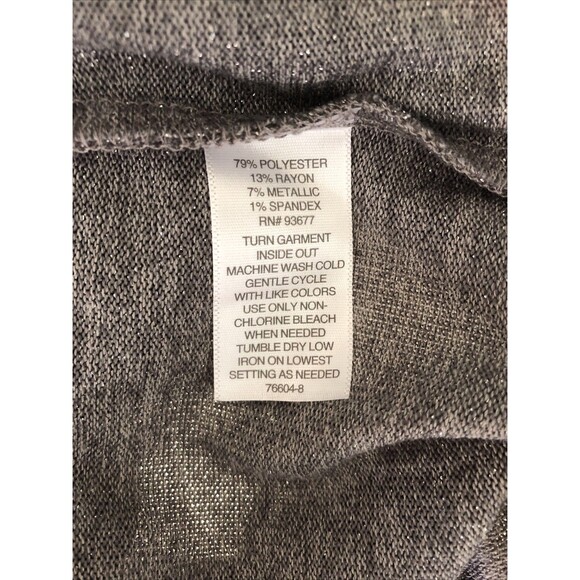 79% POLYESTER
13% RAYON
7% METALLIC
1% SPANDEX
RN# 93677
TURN GARMENT
INSIDE OUT
MACHINE WASH COLD
GENTLE CYCLE
WITH LIKE COLORS
USE ONLY NON-
CHLORINE BLEACH
WHEN NEEDED
TUMBLE DRY LOW
IRON ON LOWEST
SETTING AS NEEDED
76604-8